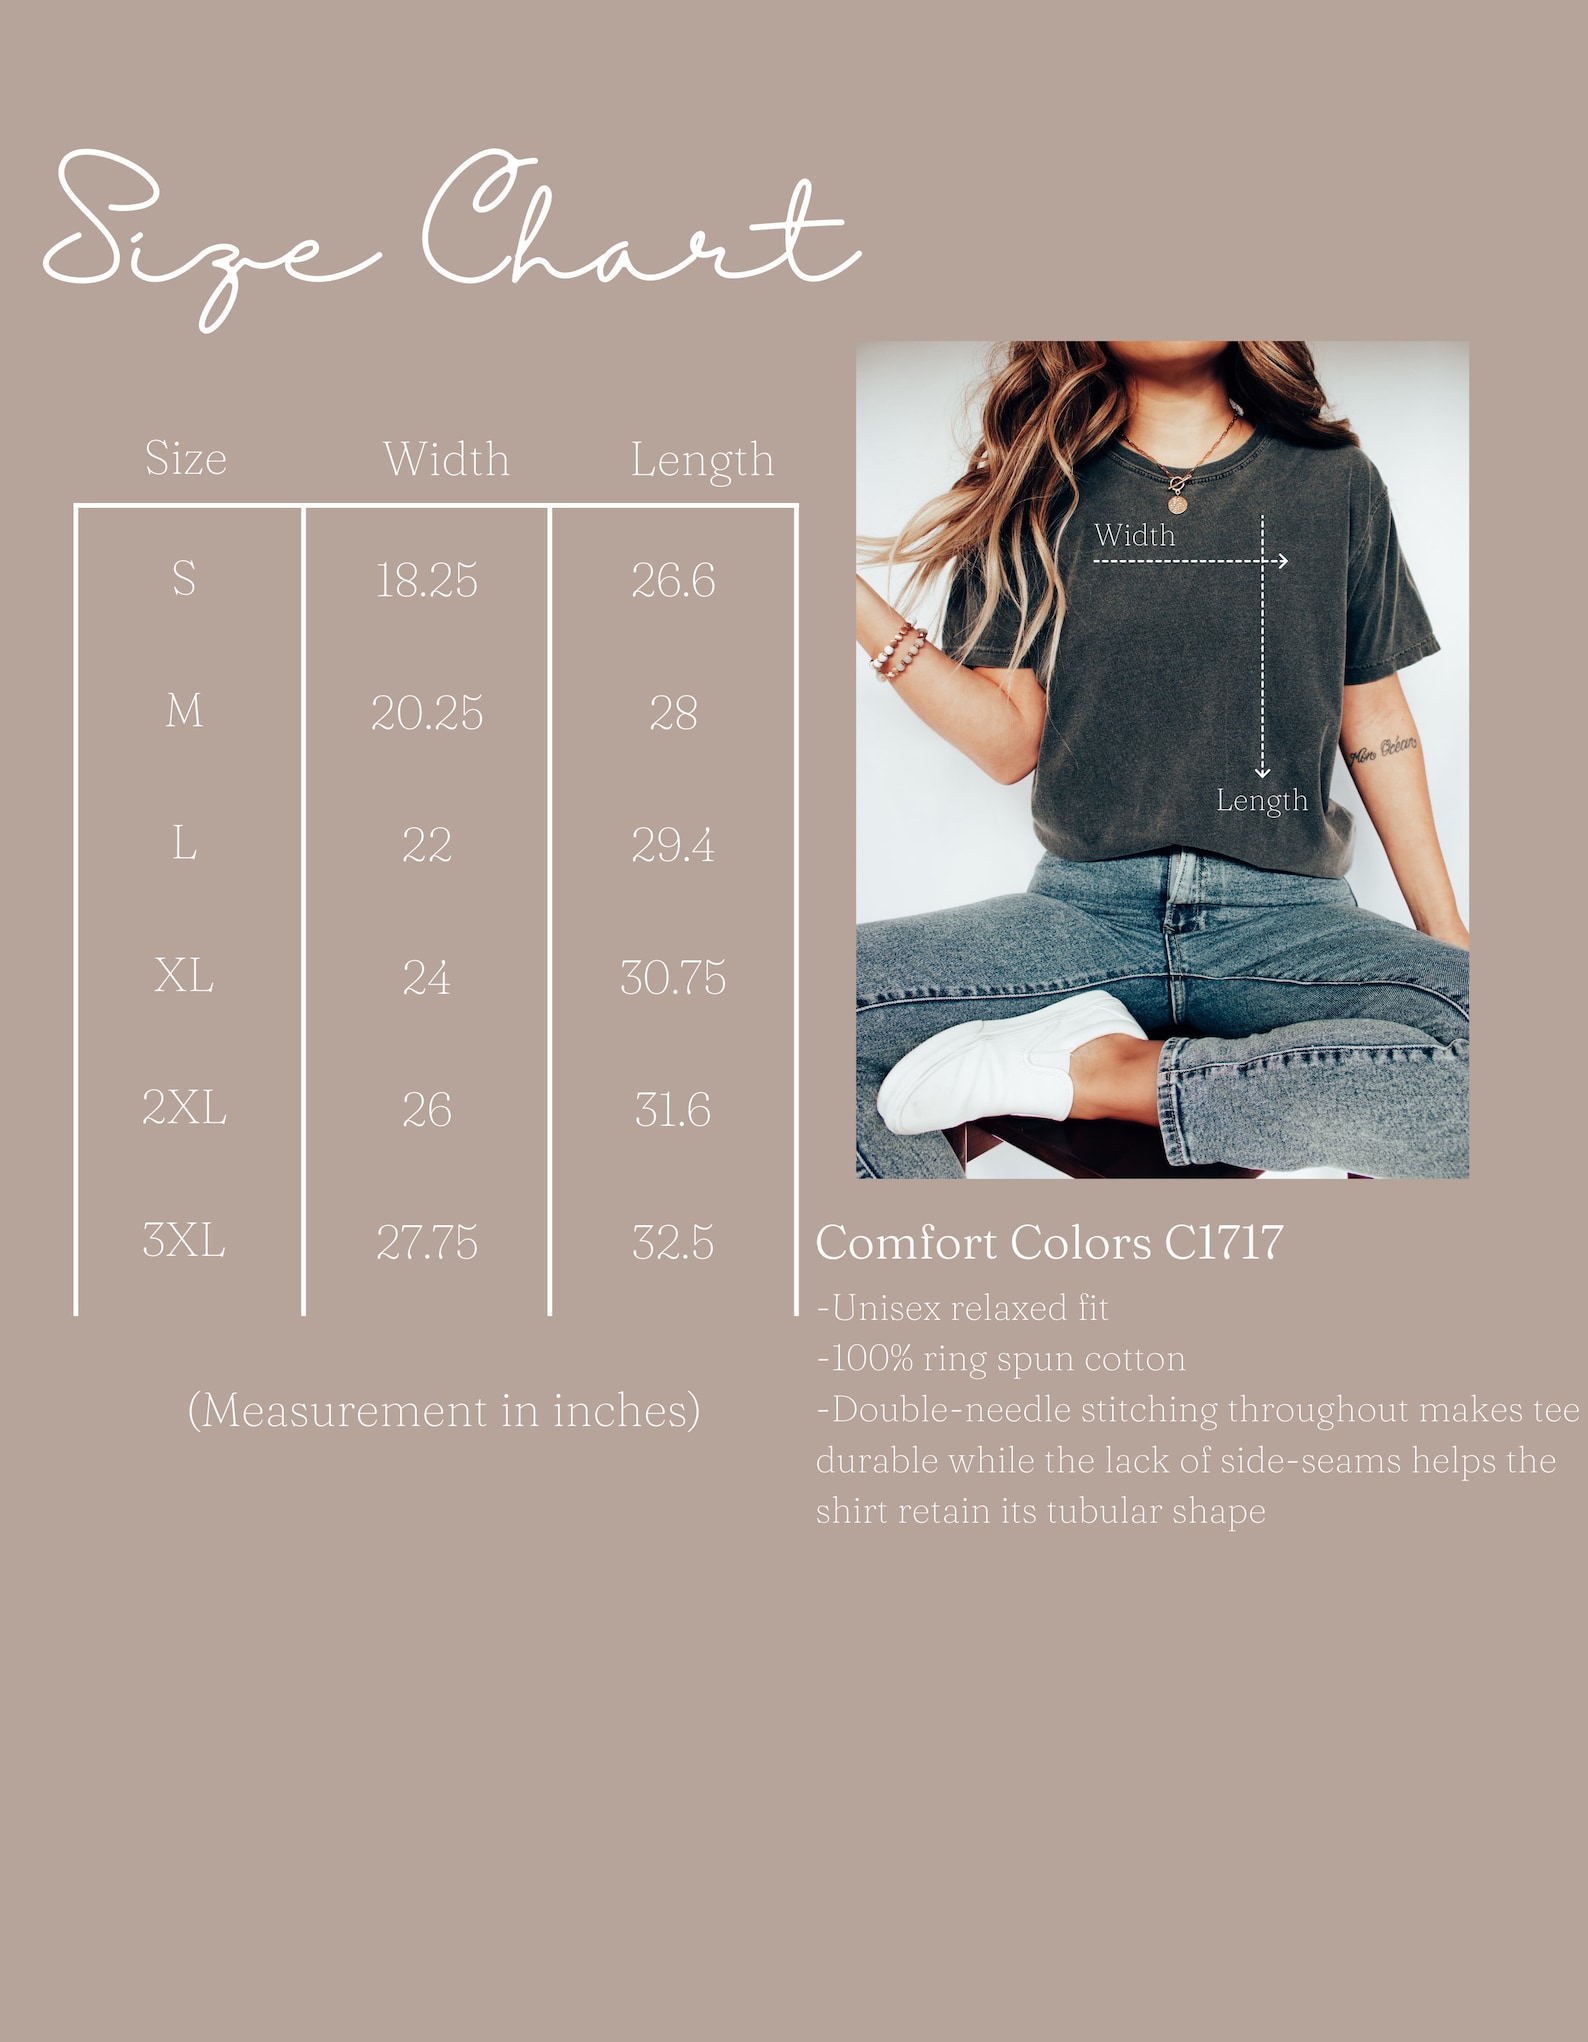 Size Chart
Size Width Length
S 18.25 26.6
M 20.25 28
L 22 29.4
XL 24 30.75
2XL 26 31.6
3XL 27.75 32.5
(Measurement in inches)
Width
Length
Mon Océan
Comfort Colors C1717
-Unisex relaxed fit
-100% ring spun cotton
-Double-needle stitching throughout makes tee
durable while the lack of side-seams helps the
shirt retain its tubular shape